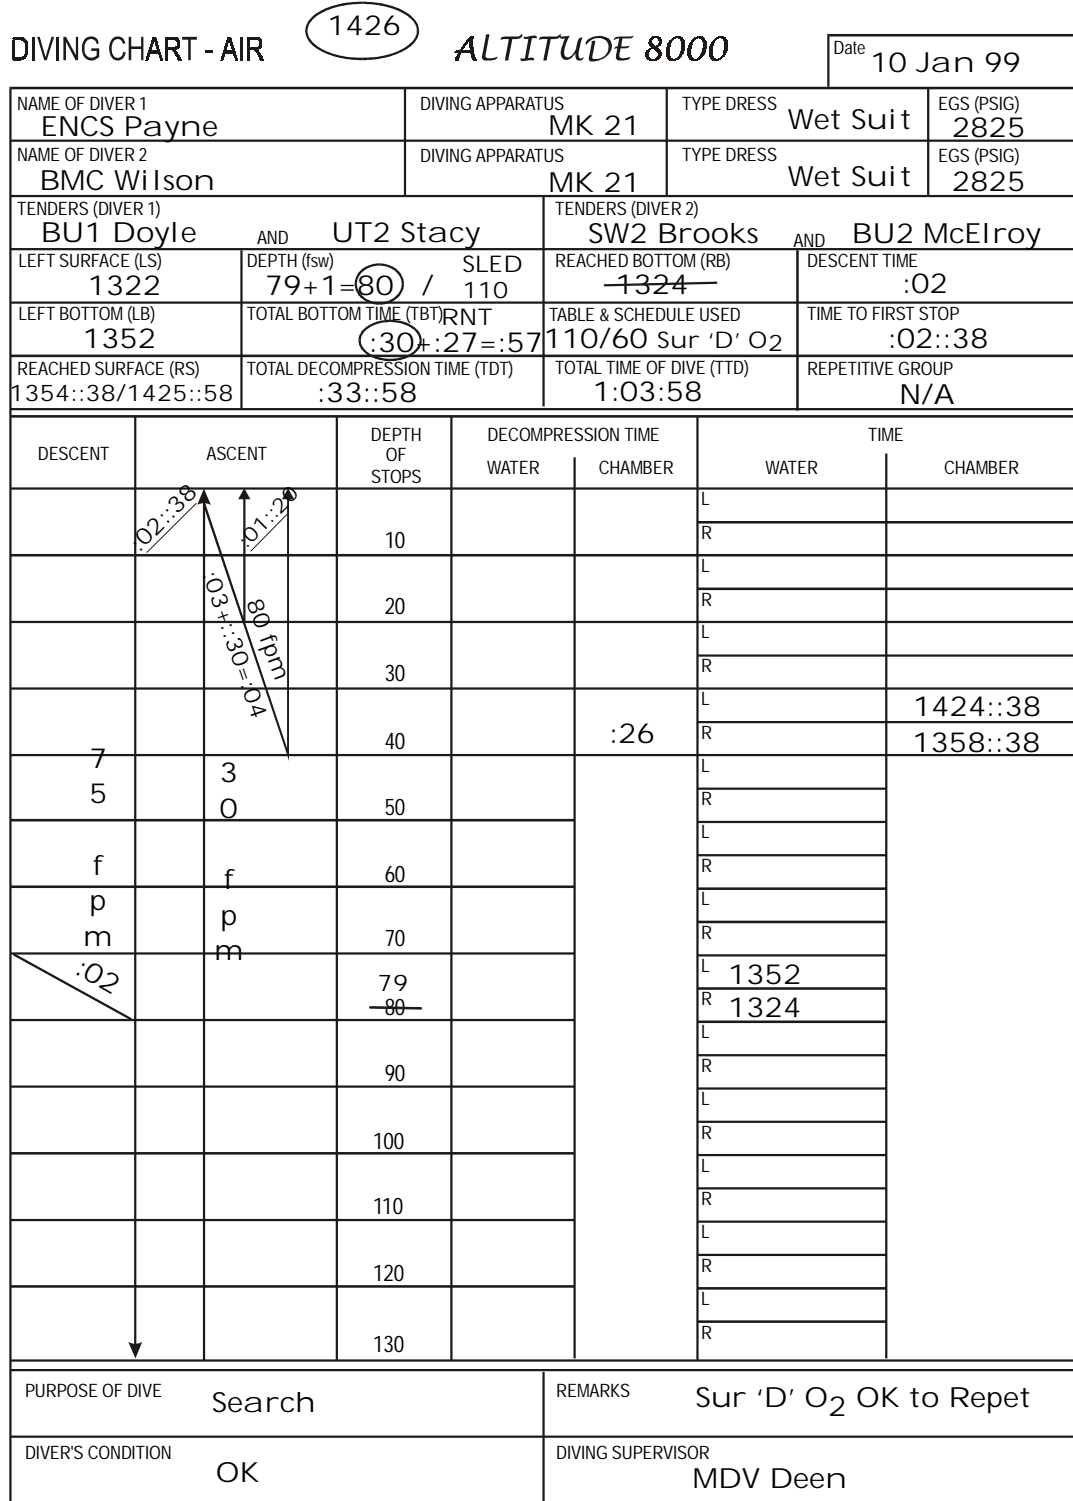 1426
DIVING CHART - AIR
ALTITUDE 8000
Date 10 Jan 99
NAME OF DIVER 1
ENCS Payne
DIVING APPARATUS
MK 21
TYPE DRESS
Wet Suit
EGS (PSIG)
2825
NAME OF DIVER 2
BMC Wilson
DIVING APPARATUS
MK 21
TYPE DRESS
Wet Suit
EGS (PSIG)
2825
TENDERS (DIVER 1)
BU1 Doyle AND UT2 Stacy
TENDERS (DIVER 2)
SW2 Brooks AND BU2 McElroy
LEFT SURFACE (LS)
1322
DEPTH (fsw)
79+1=80 / SLED
110
REACHED BOTTOM (RB)
1324
DESCENT TIME
:02
LEFT BOTTOM (LB)
1352
TOTAL BOTTOM TIME (TBT) RNT
:30+:27=:57
TABLE & SCHEDULE USED
110/60 Sur ‘D’ O2
TIME TO FIRST STOP
:02::38
REACHED SURFACE (RS)
1354::38/1425::58
TOTAL DECOMPRESSION TIME (TDT)
:33::58
TOTAL TIME OF DIVE (TTD)
1:03:58
REPETITIVE GROUP
N/A
DESCENT
ASCENT
DEPTH
OF
STOPS
DECOMPRESSION TIME
WATER
CHAMBER
TIME
WATER
CHAMBER
:02::38
:01::20
L
R
10
:03+::30=:04
80 fpm
L
R
20
L
R
30
L
1424::38
40
:26
R
1358::38
75 fpm
30 fpm
L
R
50
L
R
60
L
R
70
:02
79
80
L 1352
R 1324
L
R
90
L
R
100
L
R
110
L
R
120
L
R
130
PURPOSE OF DIVE
Search
REMARKS
Sur ‘D’ O2 OK to Repet
DIVER'S CONDITION
OK
DIVING SUPERVISOR
MDV Deen